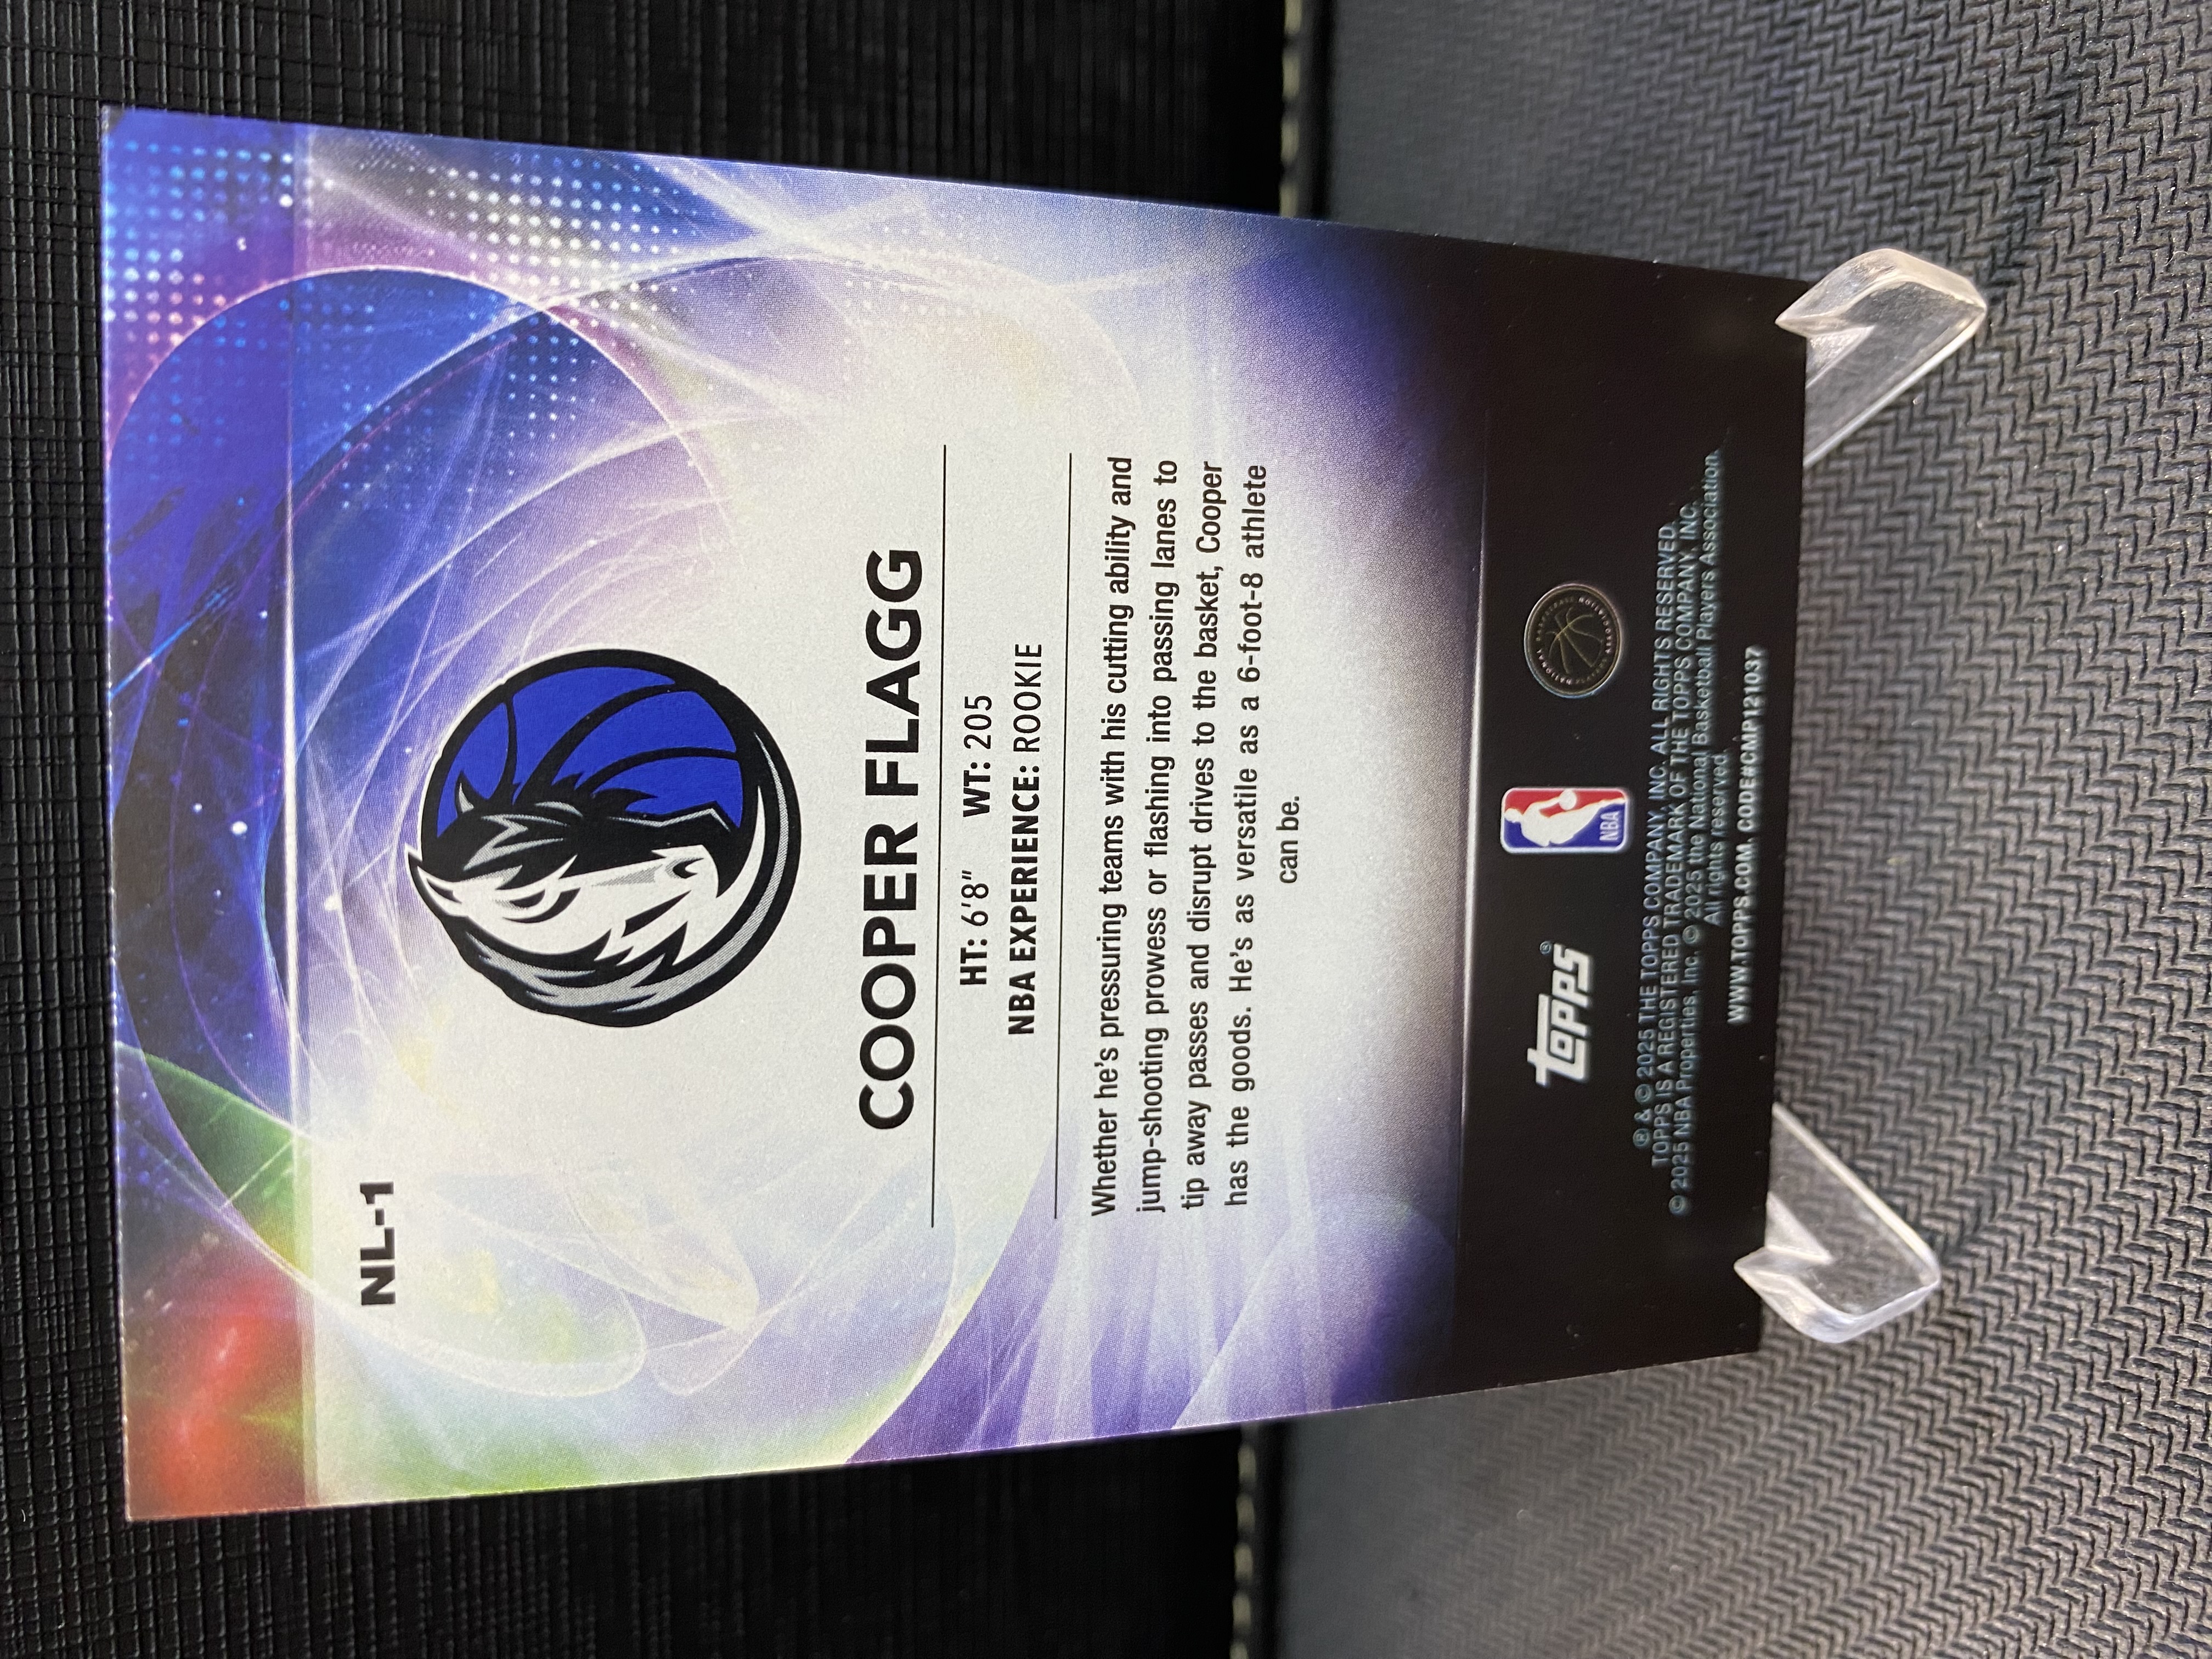 NL-1
COOPER FLAGG
HT: 6'8" WT: 205
NBA EXPERIENCE: ROOKIE
Whether he's pressuring teams with his cutting ability and
jump-shooting prowess or flashing into passing lanes to
tip away passes and disrupt drives to the basket, Cooper
has the goods. He's as versatile as a 6-foot-8 athlete
can be.
topps®
NBA
® & © 2025 THE TOPPS COMPANY, INC. ALL RIGHTS RESERVED.
TOPPS IS A REGISTERED TRADEMARK OF THE TOPPS COMPANY, INC.
© 2025 NBA Properties, Inc. © 2025 the National Basketball Players Association.
All rights reserved.
WWW.TOPPS.COM. CODE#CMP121037